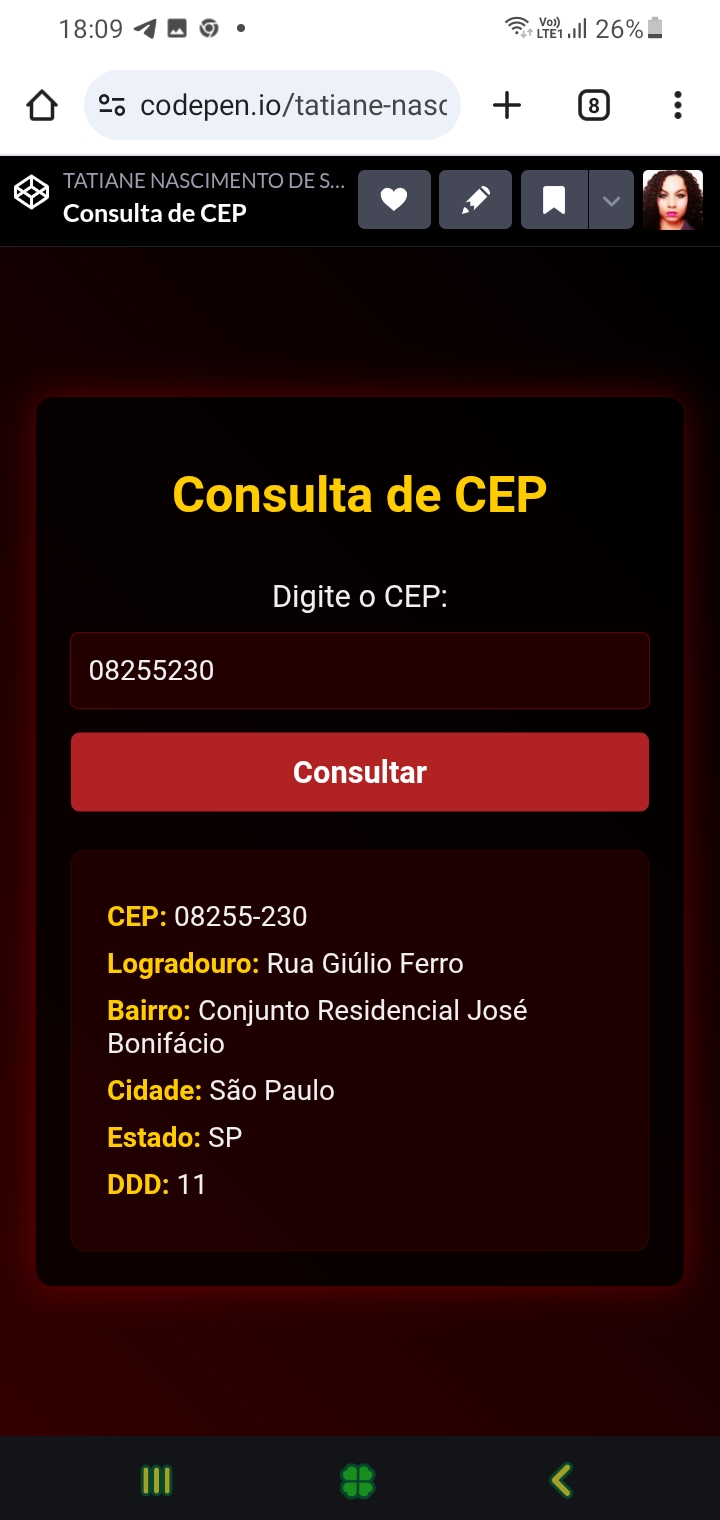 18:09
Vo)) LTE1 26%
codepen.io/tatiane-nasc
8
TATIANE NASCIMENTO DE S...
Consulta de CEP
Consulta de CEP
Digite o CEP:
08255230
Consultar
CEP: 08255-230
Logradouro: Rua Giúlio Ferro
Bairro: Conjunto Residencial José
Bonifácio
Cidade: São Paulo
Estado: SP
DDD: 11